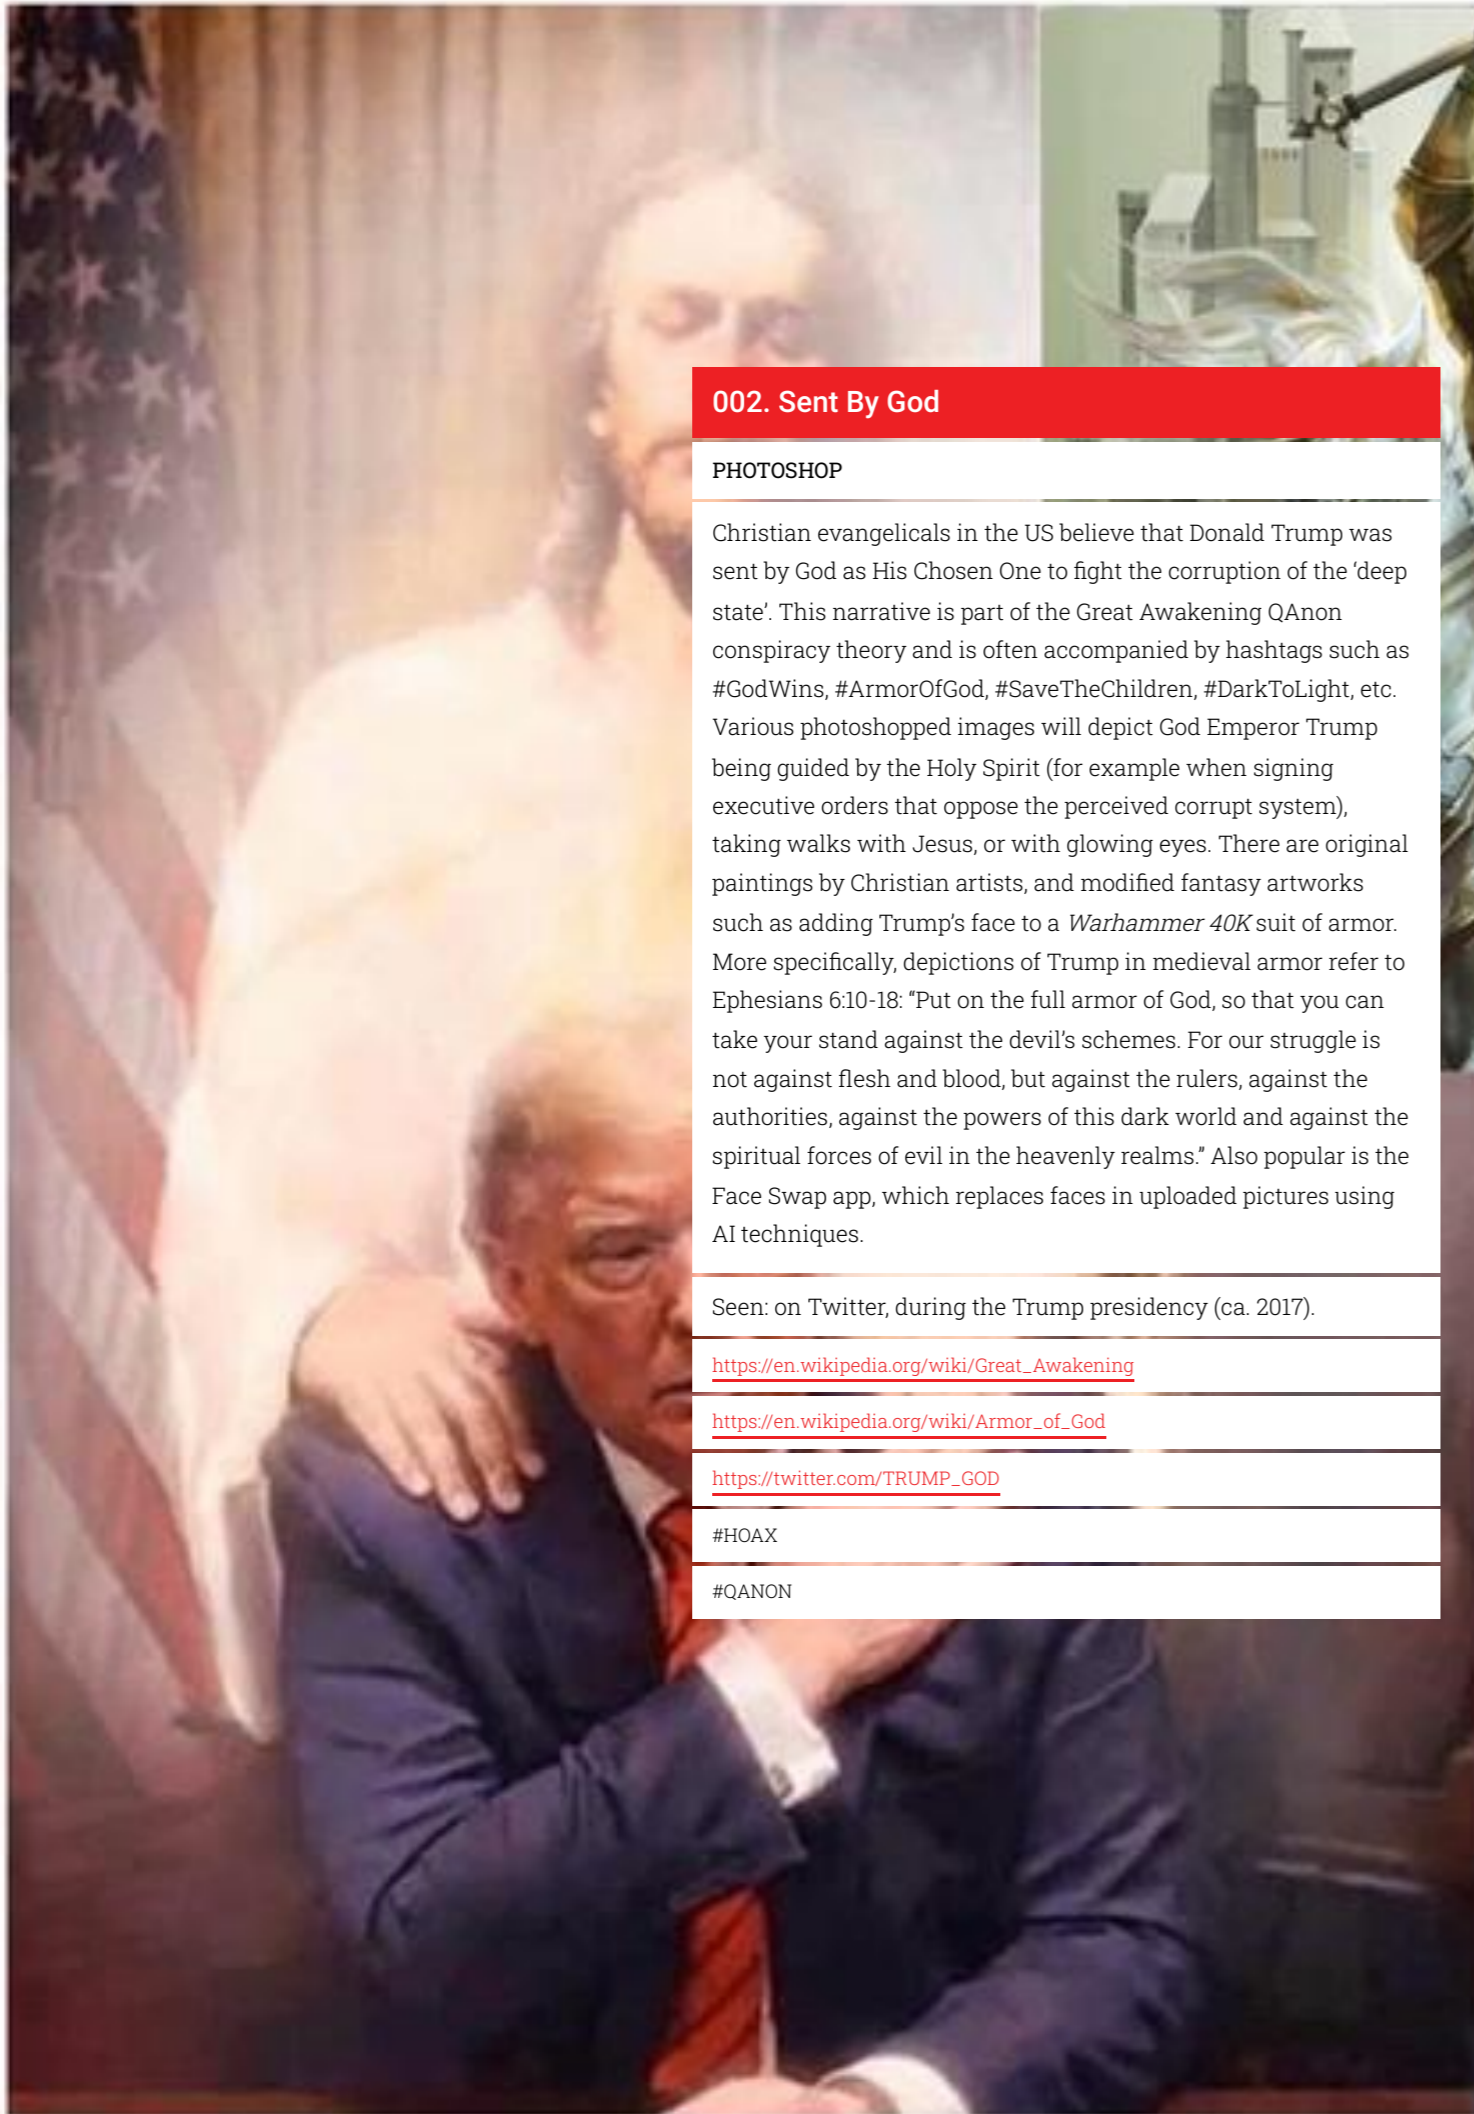 002. Sent By God
PHOTOSHOP
Christian evangelicals in the US believe that Donald Trump was
sent by God as His Chosen One to fight the corruption of the ‘deep
state’. This narrative is part of the Great Awakening QAnon
conspiracy theory and is often accompanied by hashtags such as
#GodWins, #ArmorOfGod, #SaveTheChildren, #DarkToLight, etc.
Various photoshopped images will depict God Emperor Trump
being guided by the Holy Spirit (for example when signing
executive orders that oppose the perceived corrupt system),
taking walks with Jesus, or with glowing eyes. There are original
paintings by Christian artists, and modified fantasy artworks
such as adding Trump’s face to a Warhammer 40K suit of armor.
More specifically, depictions of Trump in medieval armor refer to
Ephesians 6:10-18: “Put on the full armor of God, so that you can
take your stand against the devil’s schemes. For our struggle is
not against flesh and blood, but against the rulers, against the
authorities, against the powers of this dark world and against the
spiritual forces of evil in the heavenly realms.” Also popular is the
Face Swap app, which replaces faces in uploaded pictures using
AI techniques.
Seen: on Twitter, during the Trump presidency (ca. 2017).
https://en.wikipedia.org/wiki/Great_Awakening
https://en.wikipedia.org/wiki/Armor_of_God
https://twitter.com/TRUMP_GOD
#HOAX
#QANON